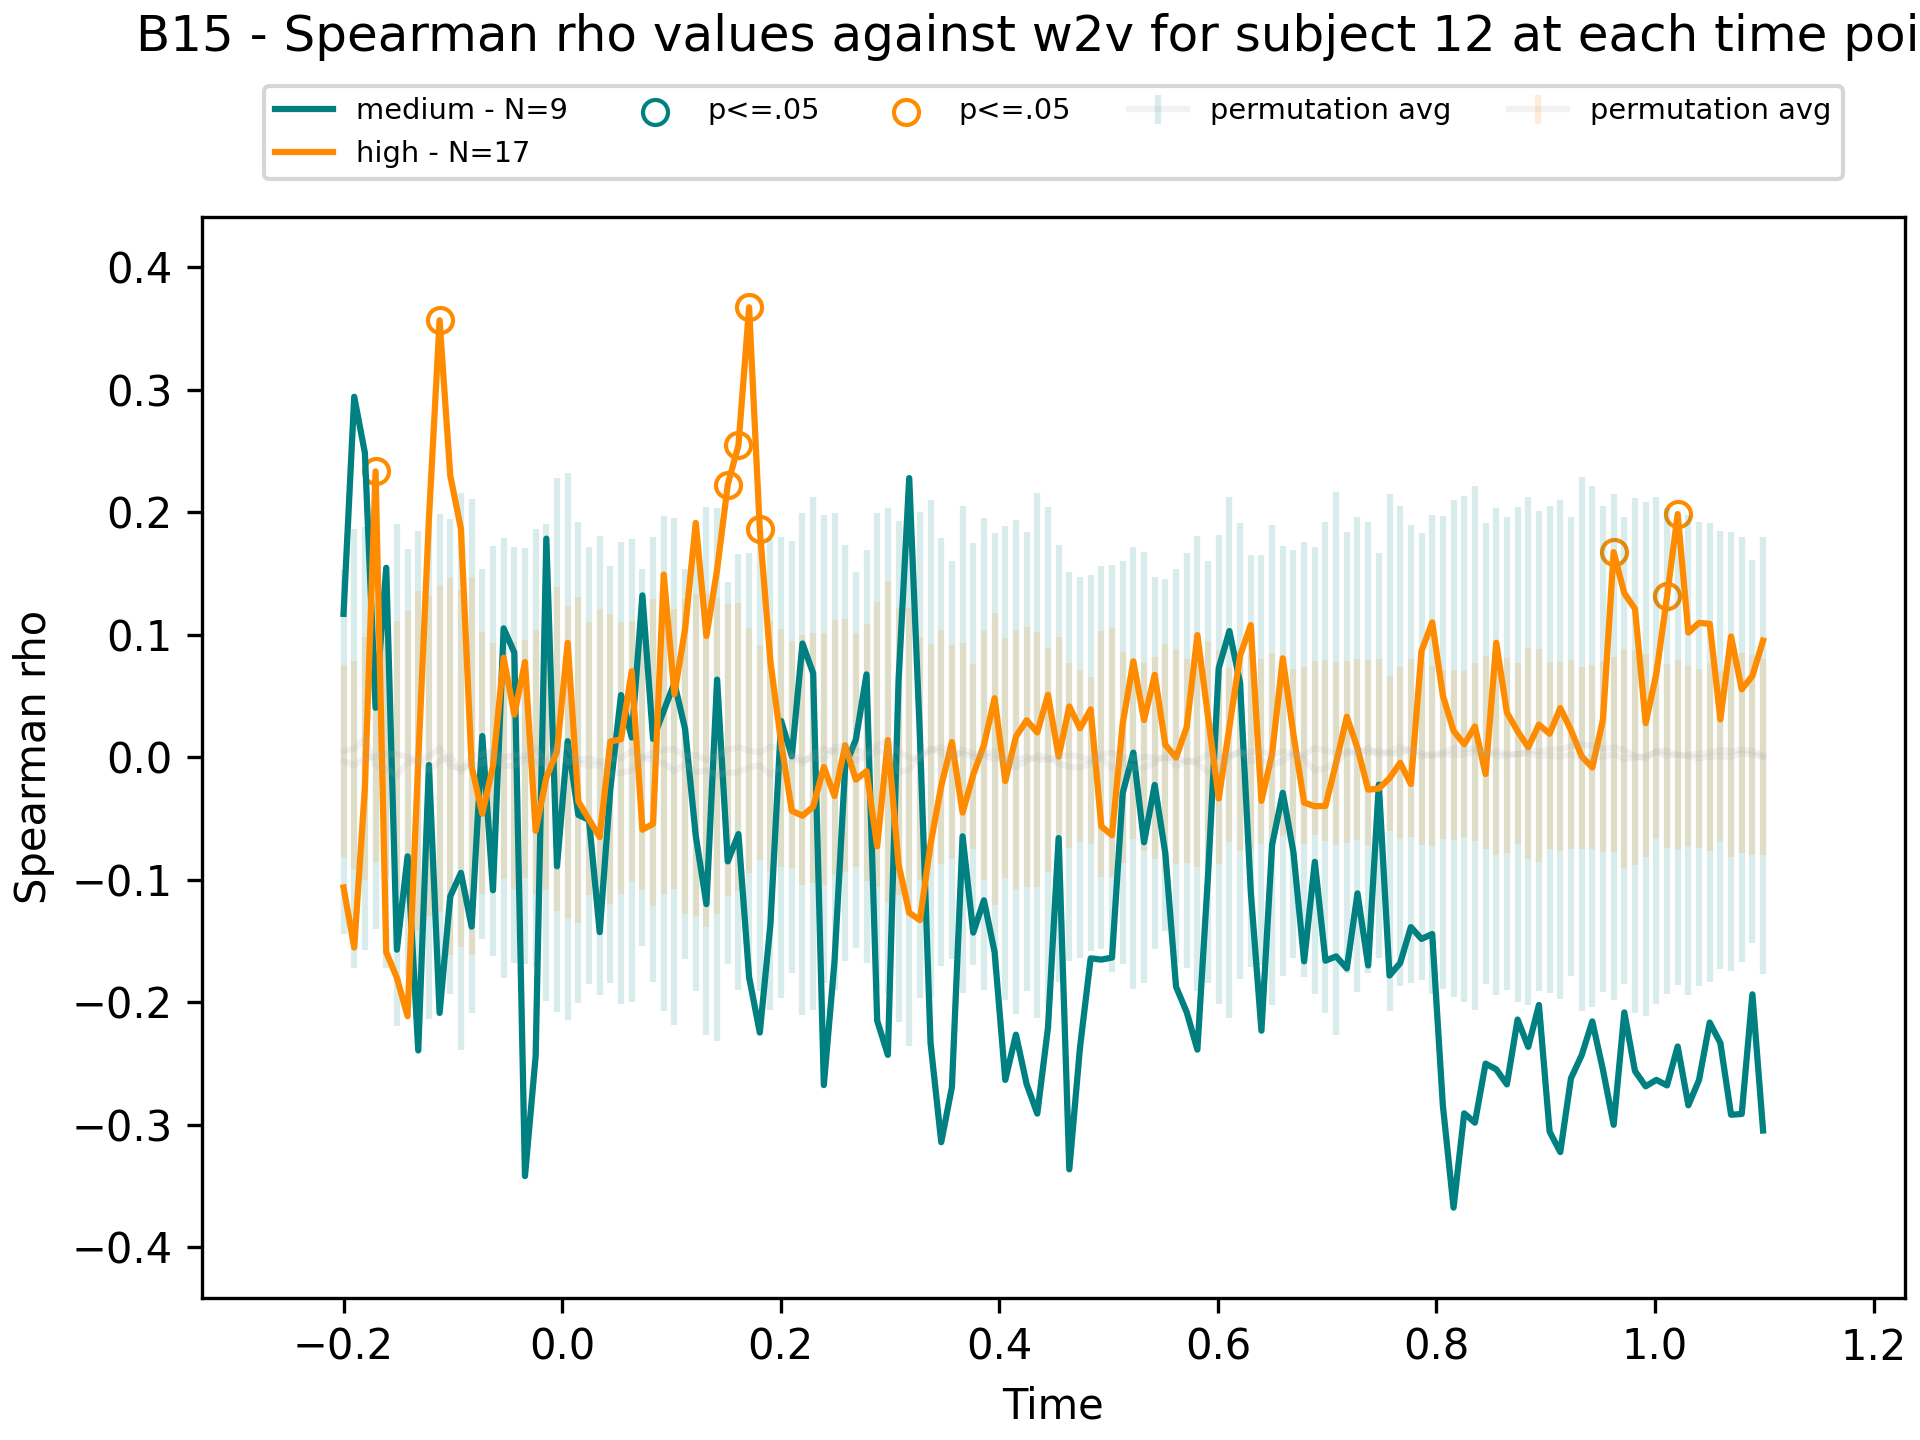 B15 - Spearman rho values against w2v for subject 12 at each time poi
medium - N=9
high - N=17
p<=.05
p<=.05
permutation avg
permutation avg
Spearman rho
0.4
0.3
0.2
0.1
0.0
−0.1
−0.2
−0.3
−0.4
−0.2
0.0
0.2
0.4
0.6
0.8
1.0
1.2
Time